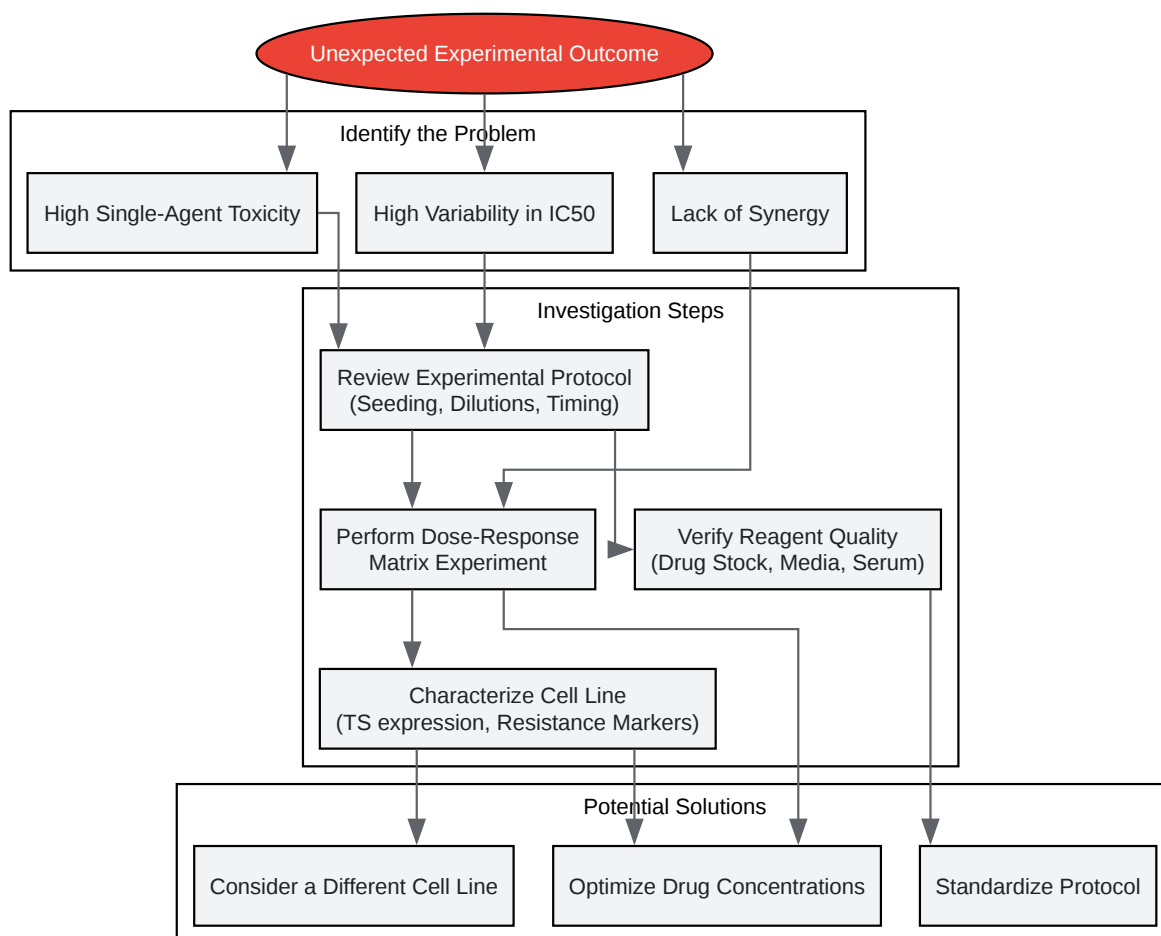 Unexpected Experimental Outcome
Identify the Problem
High Single-Agent Toxicity
High Variability in IC50
Lack of Synergy
Investigation Steps
Review Experimental Protocol
(Seeding, Dilutions, Timing)
Perform Dose-Response
Matrix Experiment
Verify Reagent Quality
(Drug Stock, Media, Serum)
Characterize Cell Line
(TS expression, Resistance Markers)
Potential Solutions
Consider a Different Cell Line
Optimize Drug Concentrations
Standardize Protocol